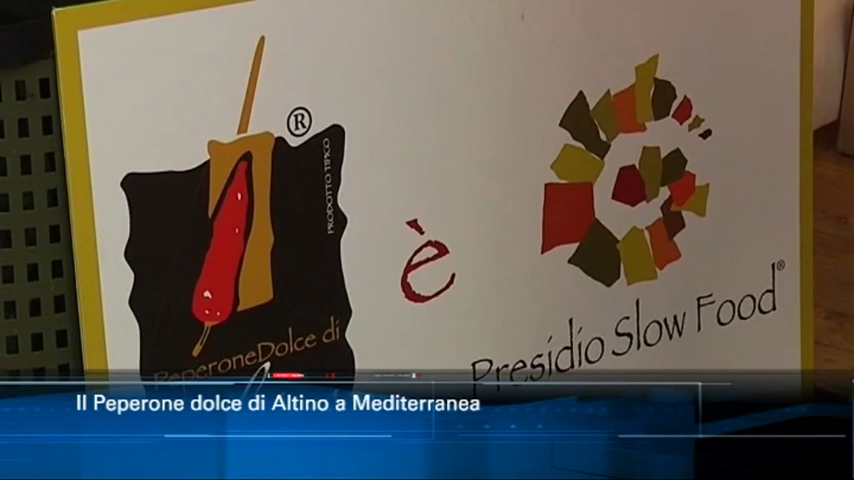 ®
PRODOTTO TIPICO
è
PeperoneDolce di
Presidio Slow Food®
Il Peperone dolce di Altino a Mediterranea